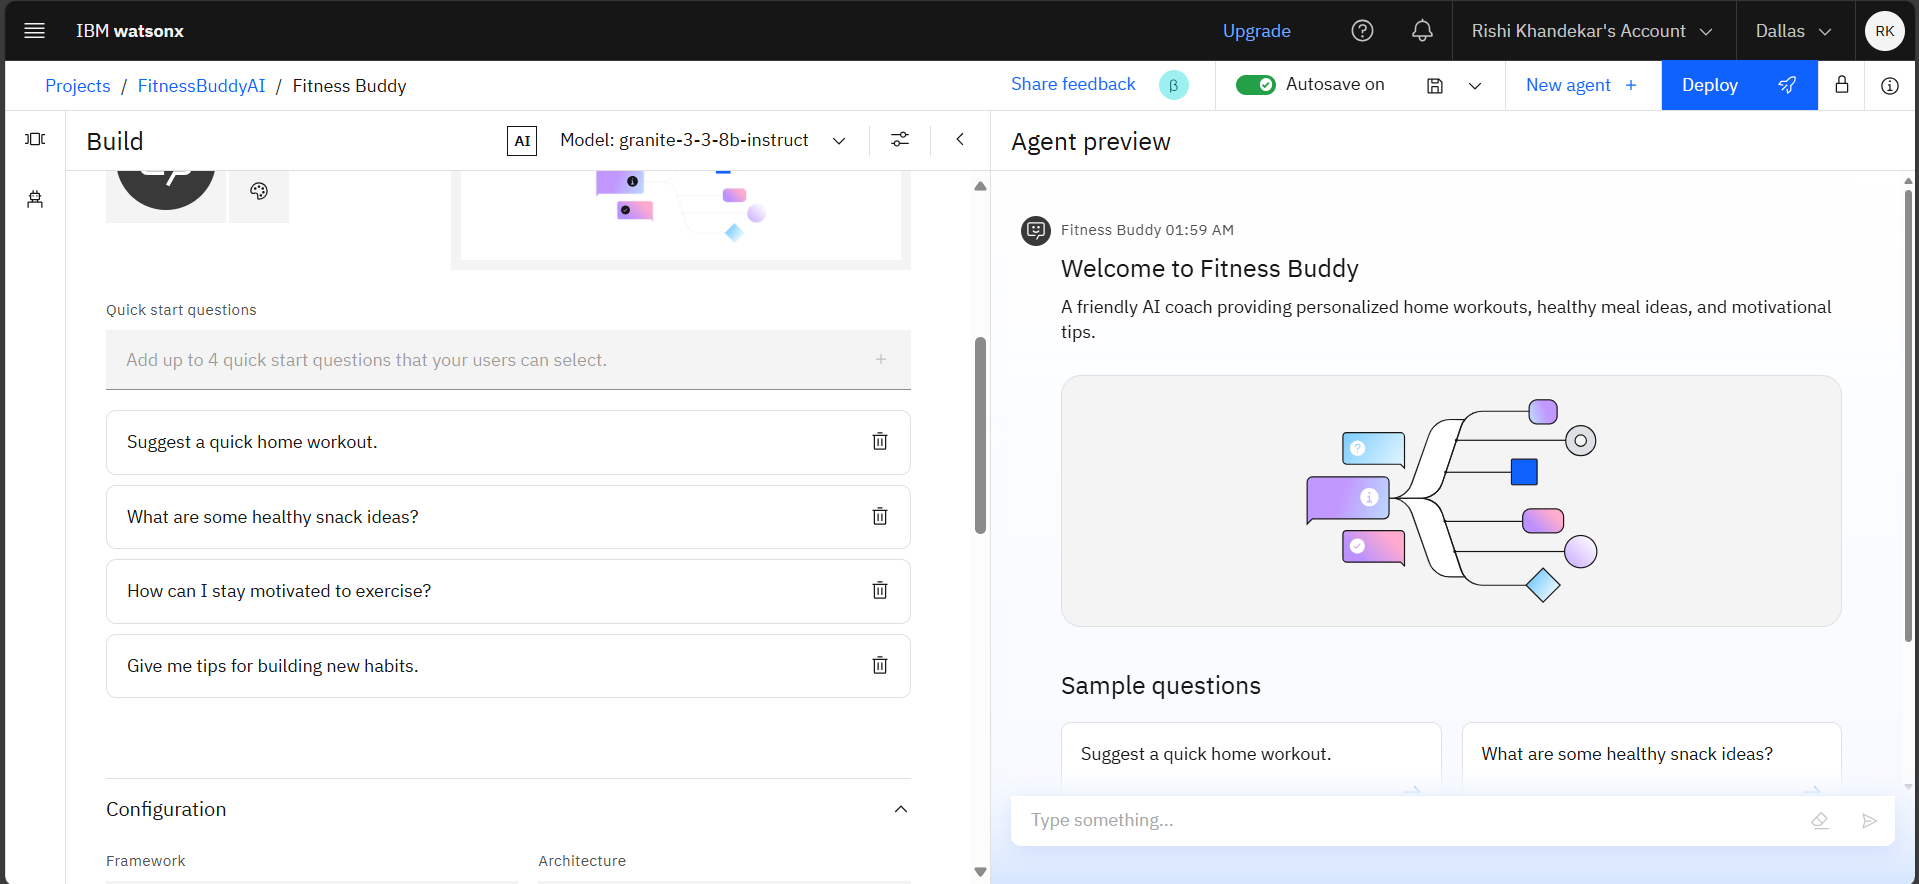 IBM watsonx
Upgrade
Rishi Khandekar's Account
Dallas
RK
Projects / FitnessBuddyAI / Fitness Buddy
Share feedback
β
Autosave on
New agent +
Deploy
Build
AI
Model: granite-3-3-8b-instruct
Agent preview
Quick start questions
Add up to 4 quick start questions that your users can select.
Suggest a quick home workout.
What are some healthy snack ideas?
How can I stay motivated to exercise?
Give me tips for building new habits.
Configuration
Framework
Architecture
Fitness Buddy 01:59 AM
Welcome to Fitness Buddy
A friendly AI coach providing personalized home workouts, healthy meal ideas, and motivational
tips.
Sample questions
Suggest a quick home workout.
What are some healthy snack ideas?
Type something...